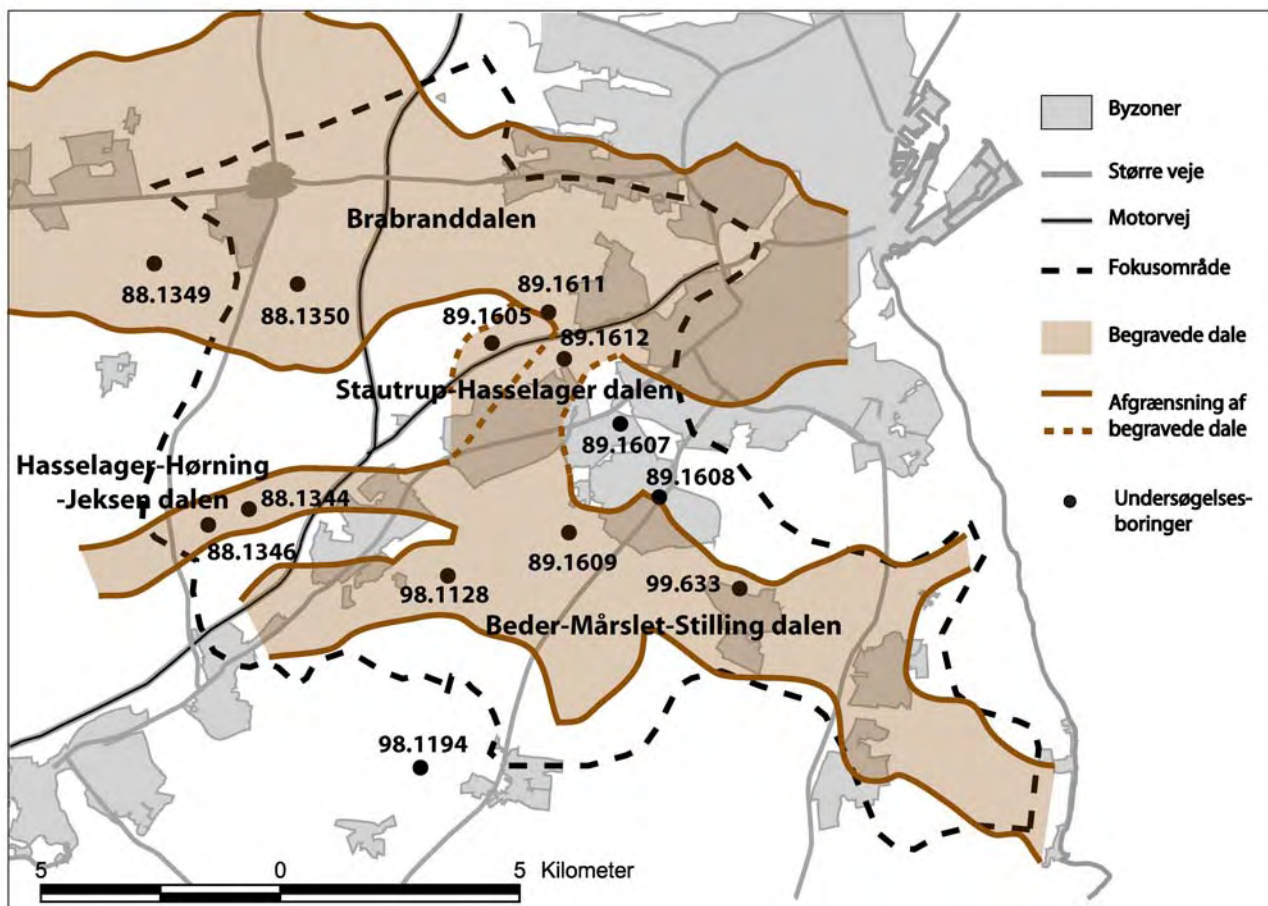 Brabranddalen
88.1349
88.1350
89.1611
89.1605
89.1612
Stautrup-Hasselager dalen
89.1607
Hasselager-Hørning
-Jeksen dalen
88.1344
89.1608
88.1346
89.1609
98.1128
99.633
Beder-Mårslet-Stilling dalen
98.1194
5 0 5 Kilometer
Byzoner
Større veje
Motorvej
Fokusområde
Begravede dale
Afgrænsning af
begravede dale
Undersøgelses-
boringer